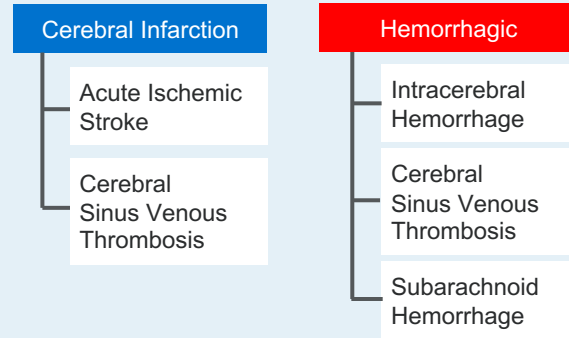 Cerebral Infarction
Acute Ischemic
Stroke
Cerebral
Sinus Venous
Thrombosis
Hemorrhagic
Intracerebral
Hemorrhage
Cerebral
Sinus Venous
Thrombosis
Subarachnoid
Hemorrhage